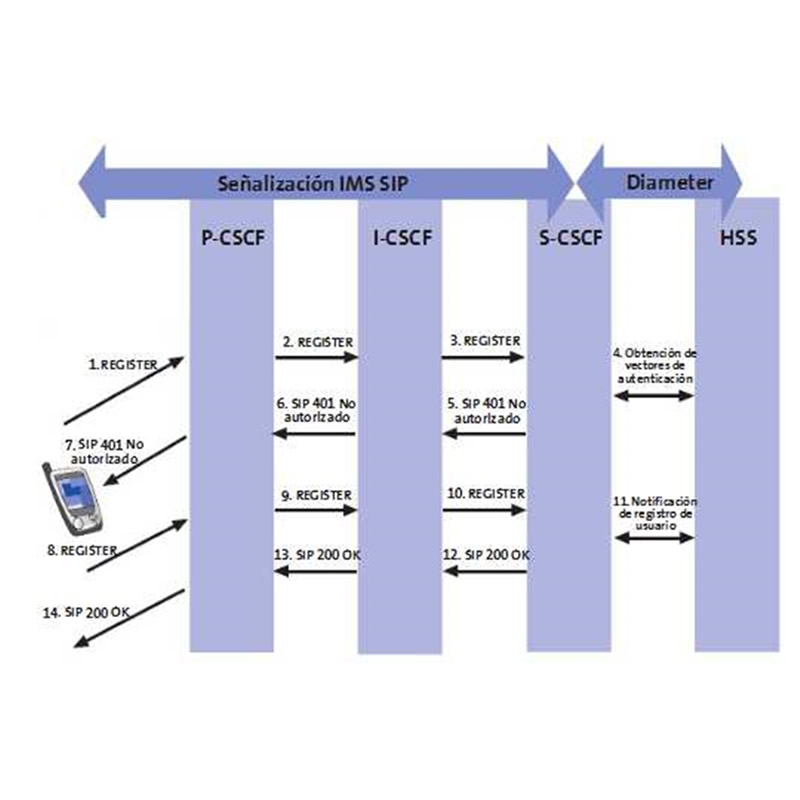 Señalización IMS SIP
Diameter
P-CSCF
I-CSCF
S-CSCF
HSS
1.REGISTER
2. REGISTER
3. REGISTER
4. Obtención de
vectores de
autenticación
6. SIP 401 No
autorizado
5. SIP 401 No
autorizado
7. SIP 401 No
autorizado
8. REGISTER
9. REGISTER
10. REGISTER
11. Notificación
de registro de
usuario
13. SIP 200 OK
12. SIP 200 OK
14. SIP 200 OK